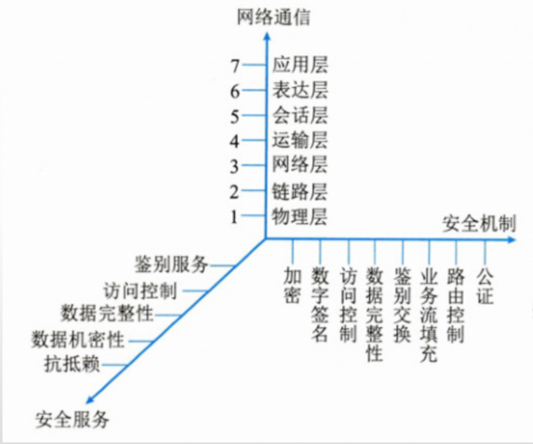 网络通信
7 应用层
6 表达层
5 会话层
4 运输层
3 网络层
2 链路层
1 物理层
安全机制
加密
数字签名
访问控制
数据完整性
鉴别交换
业务流填充
路由控制
公证
鉴别服务
访问控制
数据完整性
数据机密性
抗抵赖
安全服务